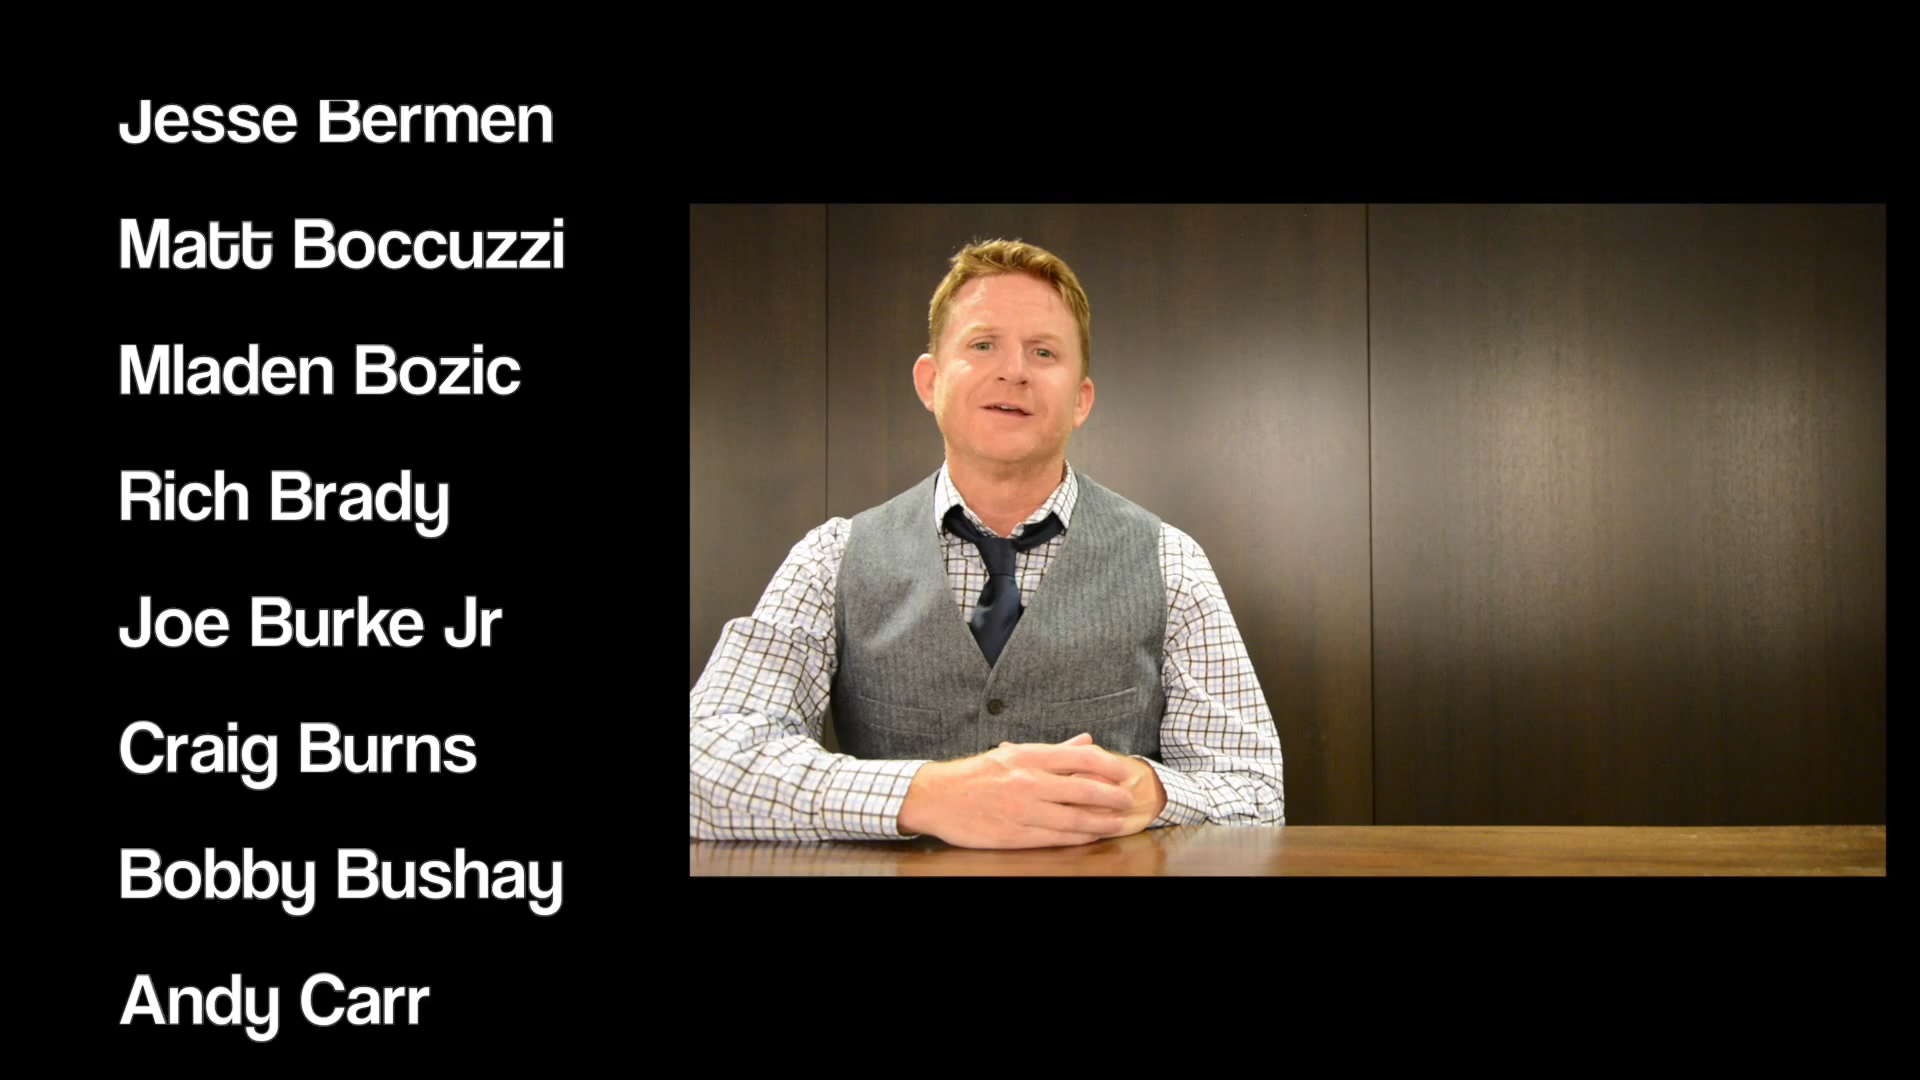 Jesse Bermen
Matt Boccuzzi
Mladen Bozic
Rich Brady
Joe Burke Jr
Craig Burns
Bobby Bushay
Andy Carr